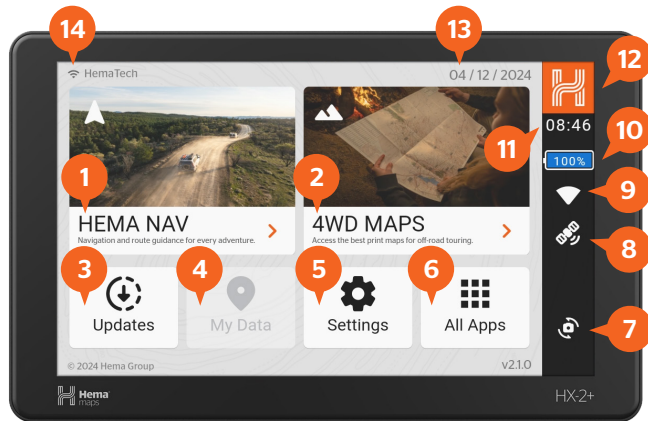 14
13
12
HemaTech
04 / 12 / 2024
08:46
11
10
100%
1
2
9
HEMA NAV
Navigation and route guidance for every adventure.
4WD MAPS
Access the best print maps for off-road touring.
8
3
4
5
6
Updates
My Data
Settings
All Apps
7
© 2024 Hema Group
v2.1.0
Hema
maps
HX-2+